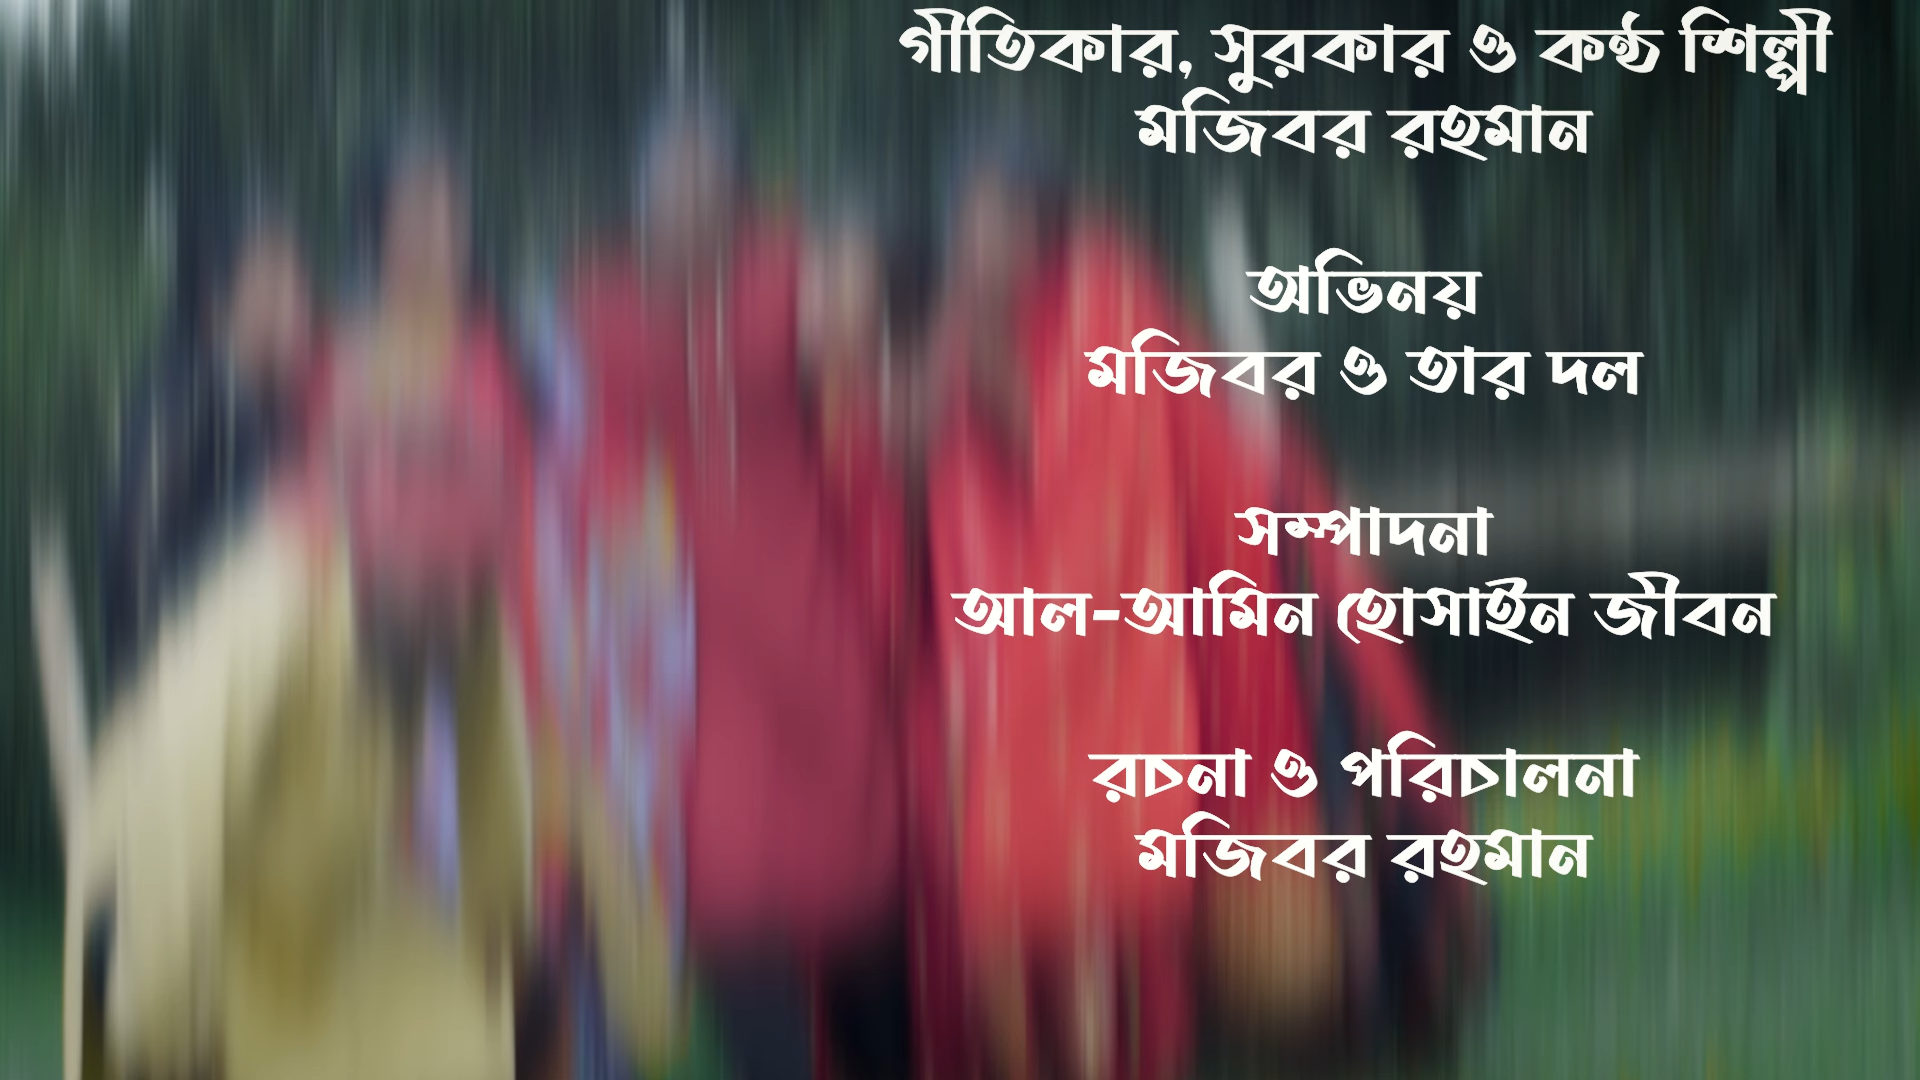 গীতিকার, সুরকার ও কন্ঠ শিল্পী
মজিবর রহমান
অভিনয়
মজিবর ও তার দল
সম্পাদনা
আল-আমিন হোসাইন জীবন
রচনা ও পরিচালনা
মজিবর রহমান